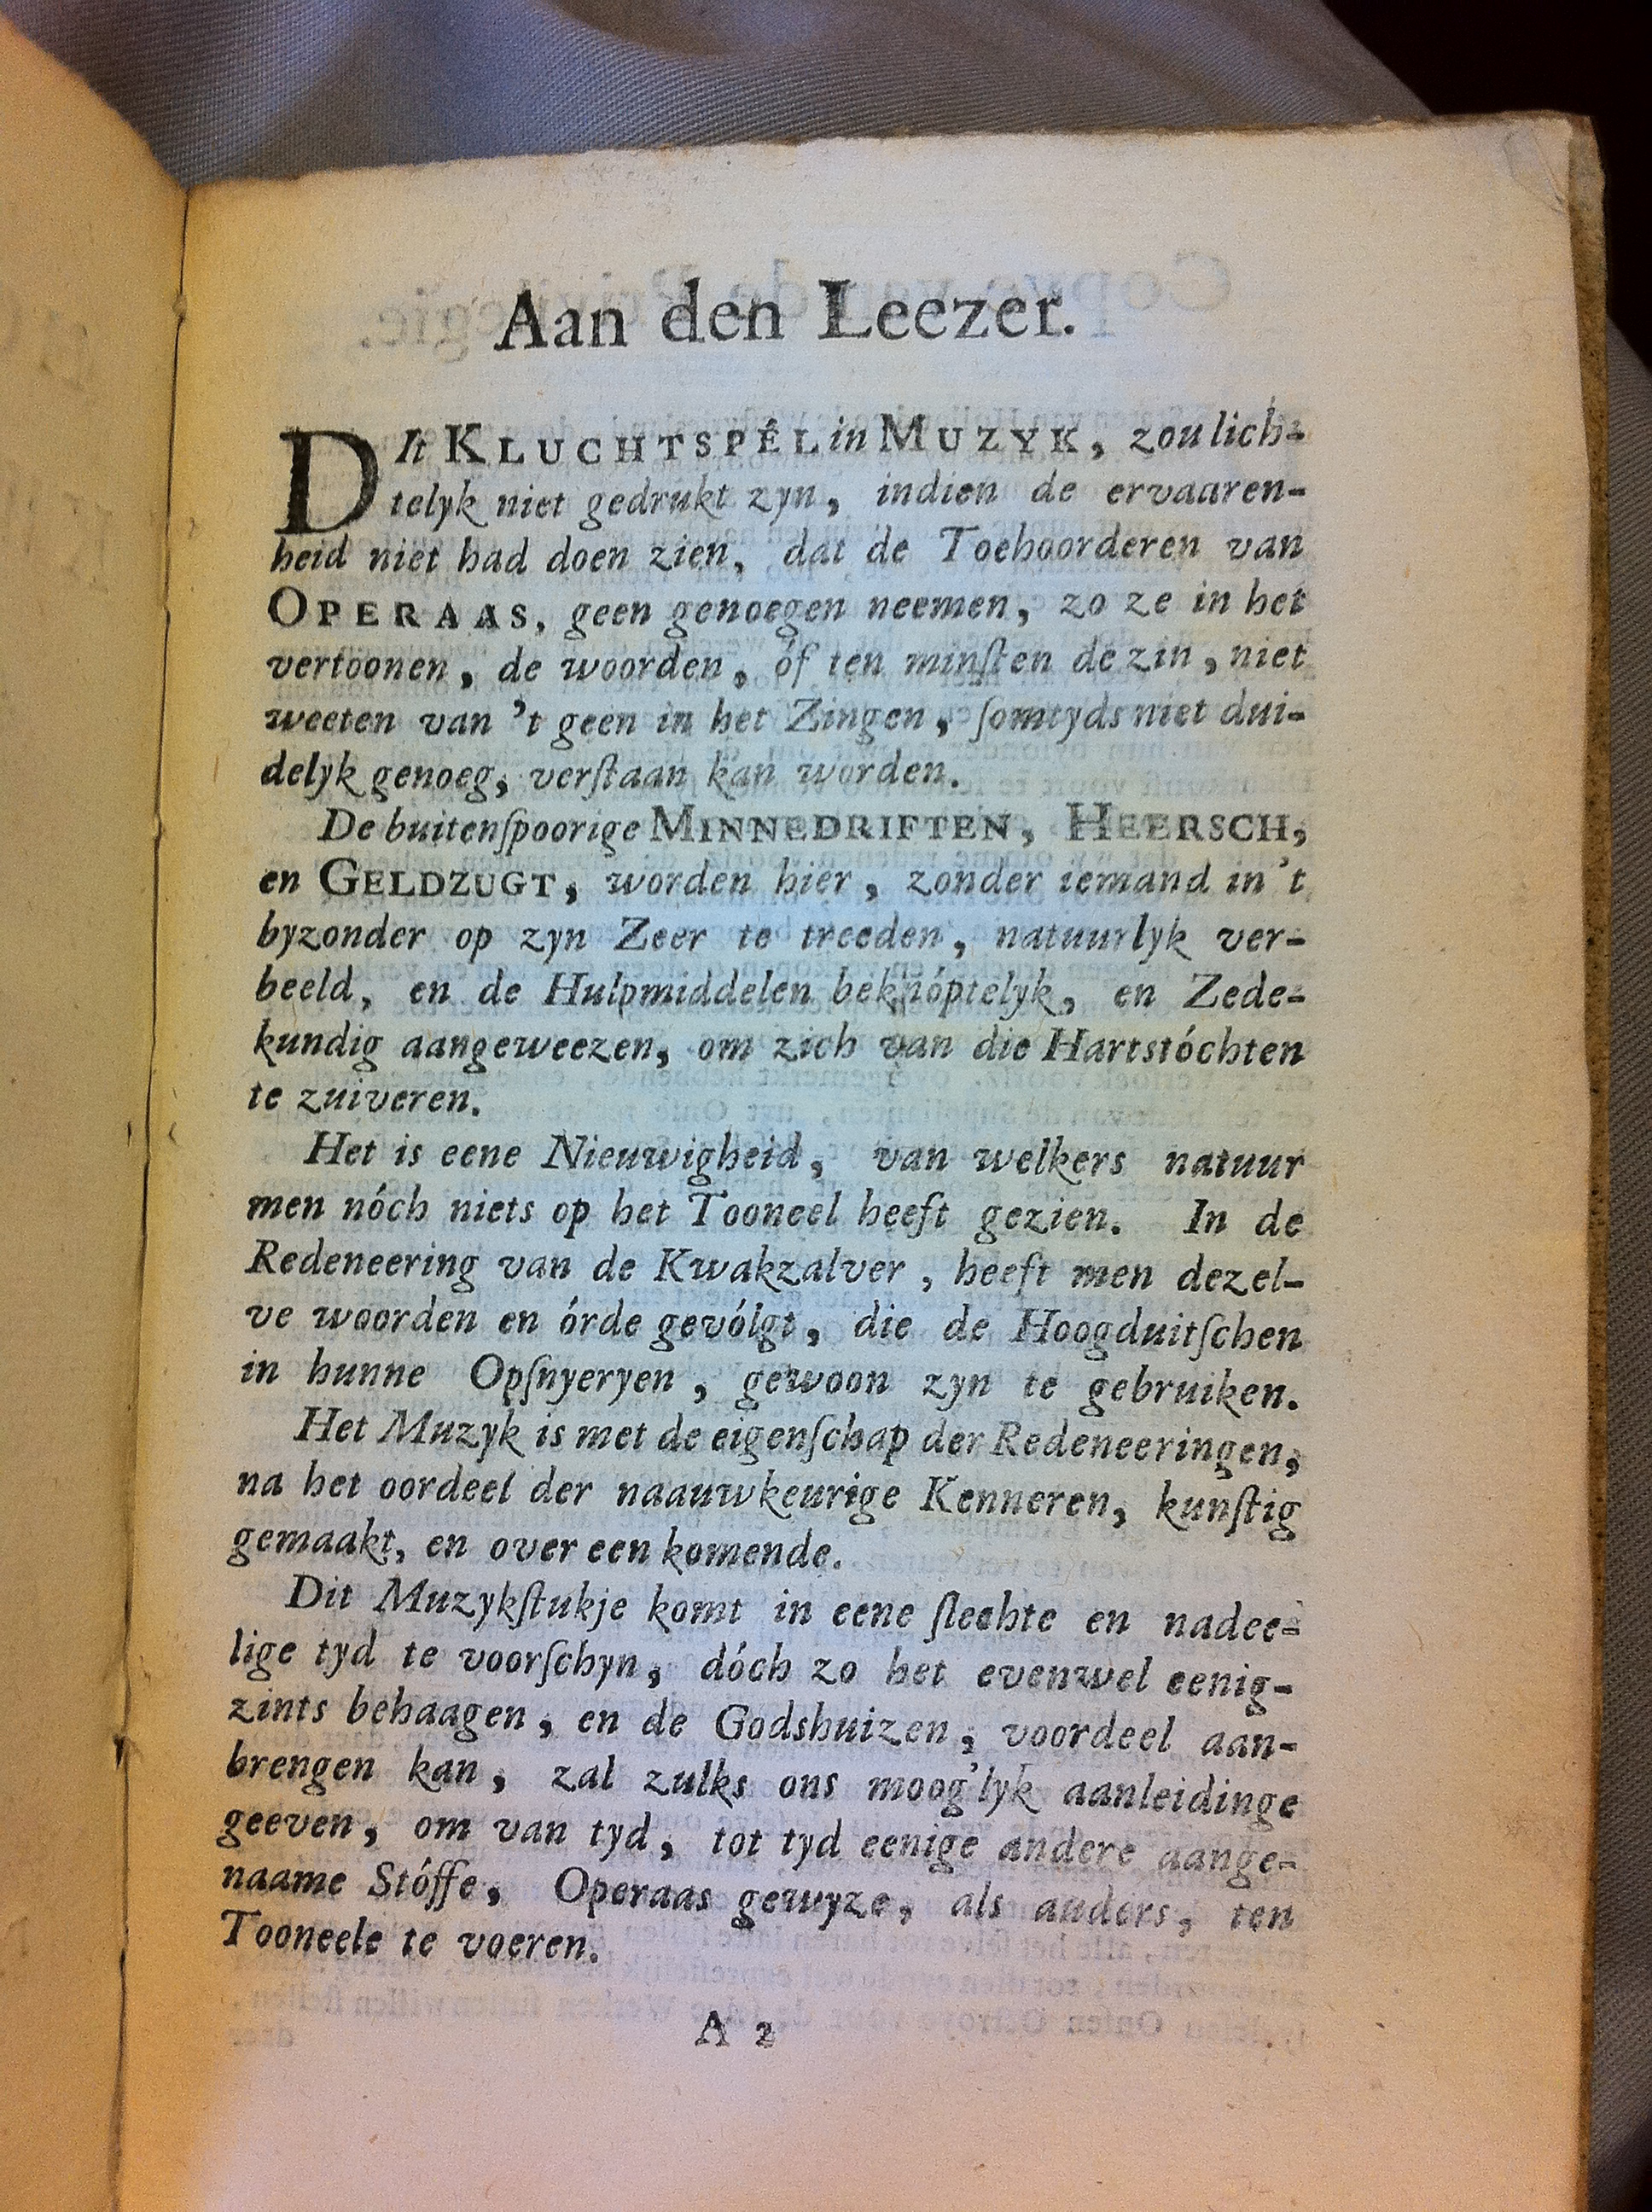 Aan den Leezer.
DIt KLUCHTSPÉL in MUZYK, zou lich-
telyk niet gedrukt zyn, indien de ervaaren-
heid niet had doen zien, dat de Toehoorderen van
OPERAAS, geen genoegen neemen, zo ze in het
vertoonen, de woorden, óf ten minſten de zin, niet
weeten van 't geen in het Zingen, ſomtyds niet dui-
delyk genoeg, verſtaan kan worden.
De buitenſpoorige MINNEDRIFTEN, HEERSCH,
en GELDZUGT, worden hier, zonder iemand in 't
byzonder op zyn Zeer te treeden, natuurlyk ver-
beeld, en de Hulpmiddelen beknóptelyk, en Zede-
kundig aangeweezen, om zich van die Hartstóchten
te zuiveren.
Het is eene Nieuwigheid, van welkers natuur
men nóch niets op het Tooneel heeft gezien. In de
Redeneering van de Kwakzalver, heeft men dezel-
ve woorden en órde gevólgt, die de Hoogduitſchen
in hunne Opſnyeryen, gewoon zyn te gebruiken.
Het Muzyk is met de eigenſchap der Redeneeringen,
na het oordeel der naauwkeurige Kenneren, kunſtig
gemaakt, en over een komende.
Dit Muzykſtukje komt in eene ſlechte en nadee-
lige tyd te voorſchyn, dóch zo het evenwel eenig-
zints behaagen, en de Godshuizen, voordeel aan-
brengen kan, zal zulks ons moog'lyk aanleidinge
geeven, om van tyd, tot tyd eenige andere aange-
naame Stóffe, Operaas gewyze, als anders, ten
Tooneele te voeren.
A 2